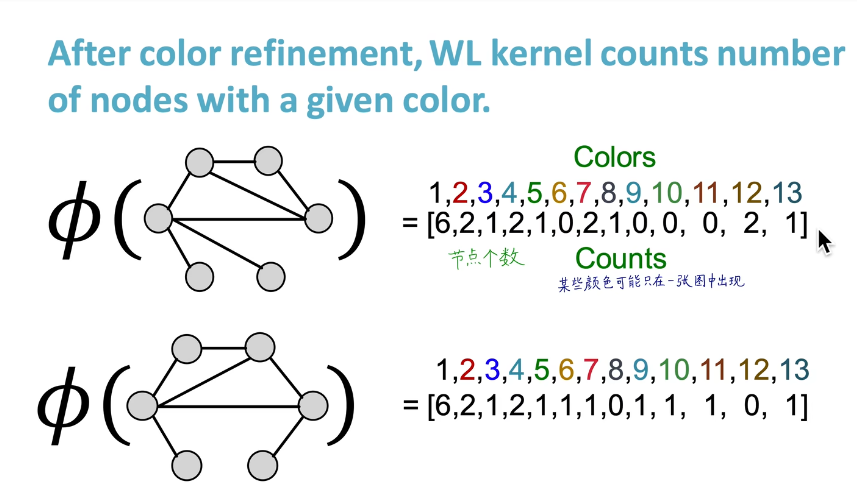 After color refinement, WL kernel counts number
of nodes with a given color.
Colors
1,2,3,4,5,6,7,8,9,10,11,12,13
ϕ( ) = [6,2,1,2,1,0,2,1,0, 0, 0, 2, 1]
节点个数 Counts
某些颜色可能只在一张图中出现
1,2,3,4,5,6,7,8,9,10,11,12,13
ϕ( ) = [6,2,1,2,1,1,1,0,1, 1, 1, 0, 1]